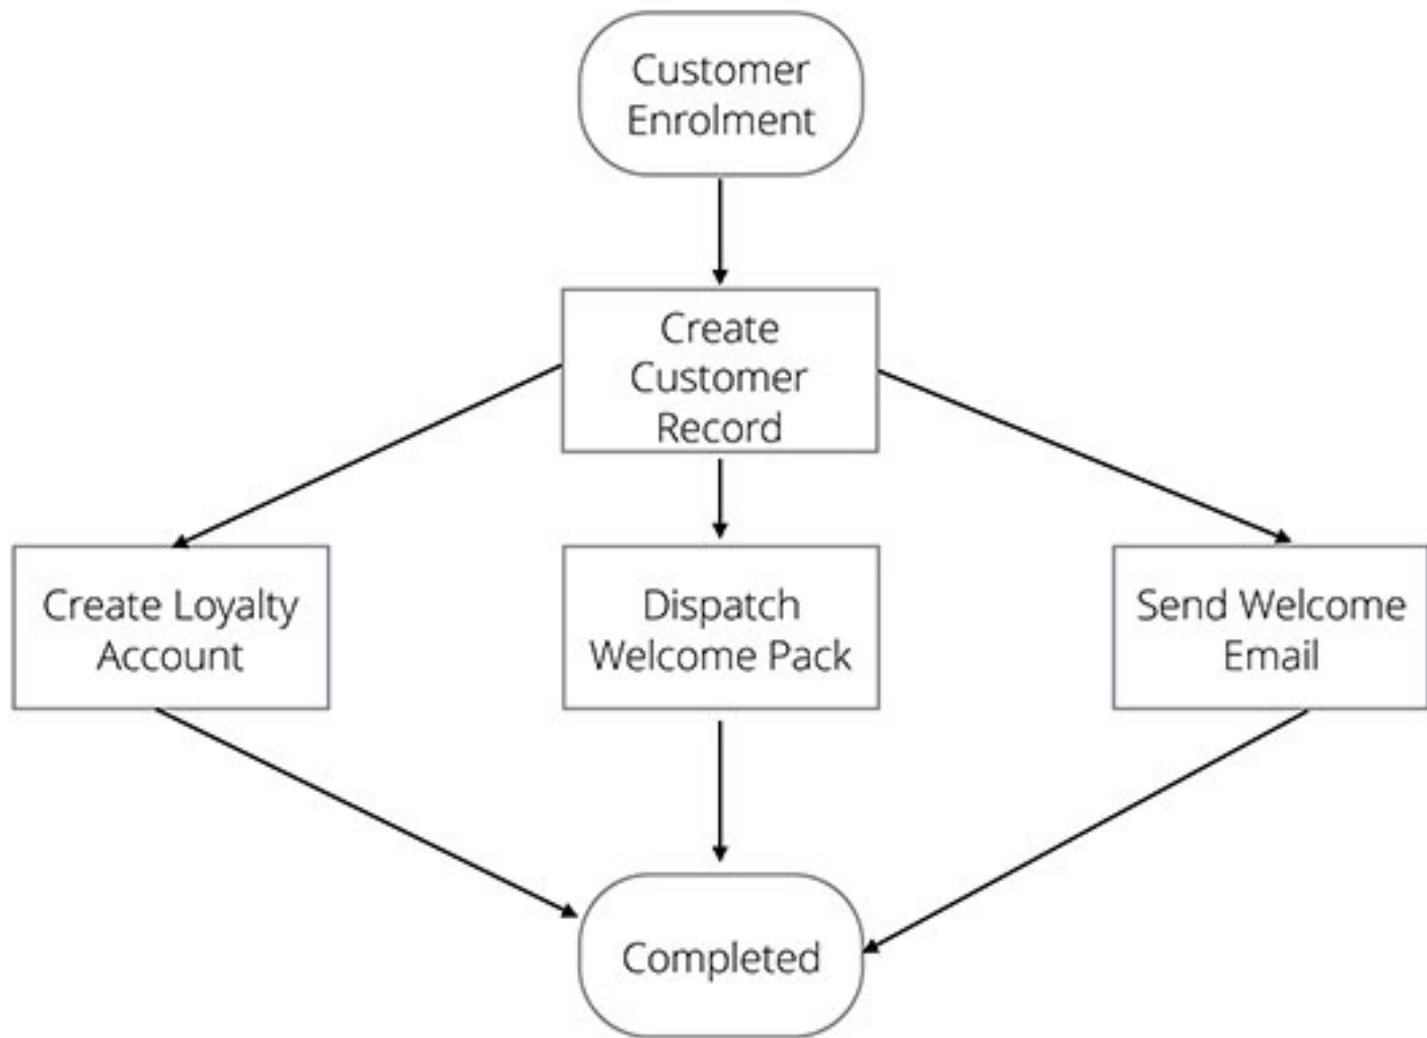 Customer
Enrolment
Create
Customer
Record
Create Loyalty
Account
Dispatch
Welcome Pack
Send Welcome
Email
Completed